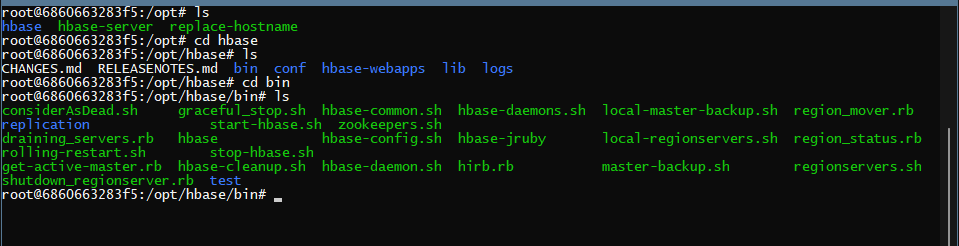 root@6860663283f5:/opt# ls
hbase  hbase-server  replace-hostname
root@6860663283f5:/opt# cd hbase
root@6860663283f5:/opt/hbase# ls
CHANGES.md  RELEASENOTES.md  bin  conf  hbase-webapps  lib  logs
root@6860663283f5:/opt/hbase# cd bin
root@6860663283f5:/opt/hbase/bin# ls
considerAsDead.sh  graceful_stop.sh  hbase-common.sh  hbase-daemons.sh  local-master-backup.sh  region_mover.rb
replication  start-hbase.sh  zookeepers.sh
draining_servers.rb  hbase  hbase-config.sh  hbase-jruby  local-regionservers.sh  region_status.rb
rolling-restart.sh  stop-hbase.sh
get-active-master.rb  hbase-cleanup.sh  hbase-daemon.sh  hirb.rb  master-backup.sh  regionservers.sh
shutdown_regionserver.rb  test
root@6860663283f5:/opt/hbase/bin#